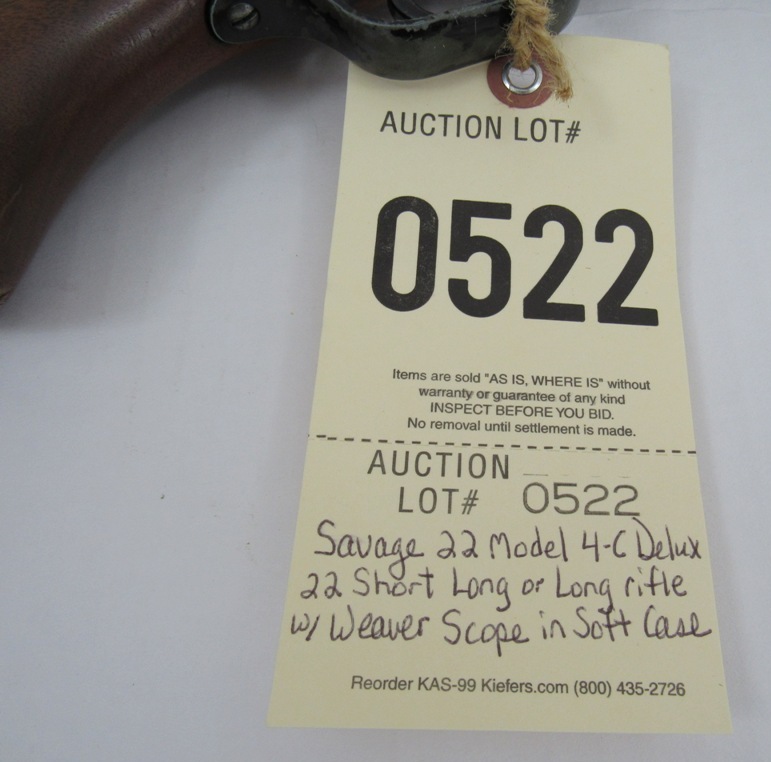 AUCTION LOT#
0522
Items are sold "AS IS, WHERE IS" without
warranty or guarantee of any kind
INSPECT BEFORE YOU BID.
No removal until settlement is made.
AUCTION
LOT# 0522
Savage 22 Model 4-C Delux
22 Short Long or Long rifle
w/ Weaver Scope in Soft Case
Reorder KAS-99 Kiefers.com (800) 435-2726